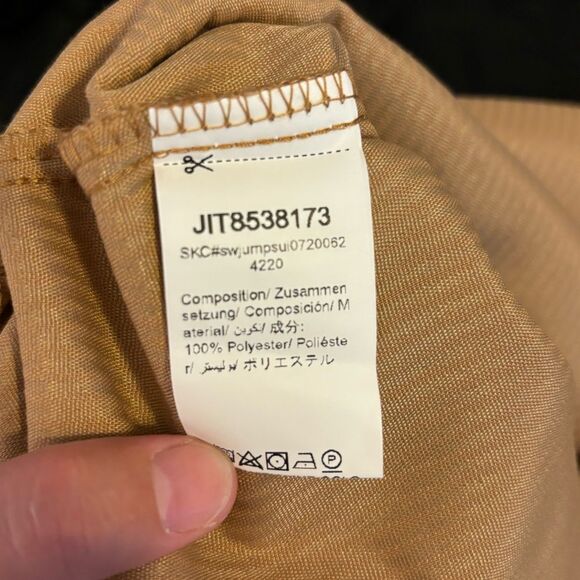 JIT8538173
SKC#swjumpsui0720062
4220
Composition/ Zusammen
setzung/ Composición/ M
aterial/ تكوين/ 成分:
100% Polyester/ Poliéste
r/ بوليستر/ ポリエステル
P